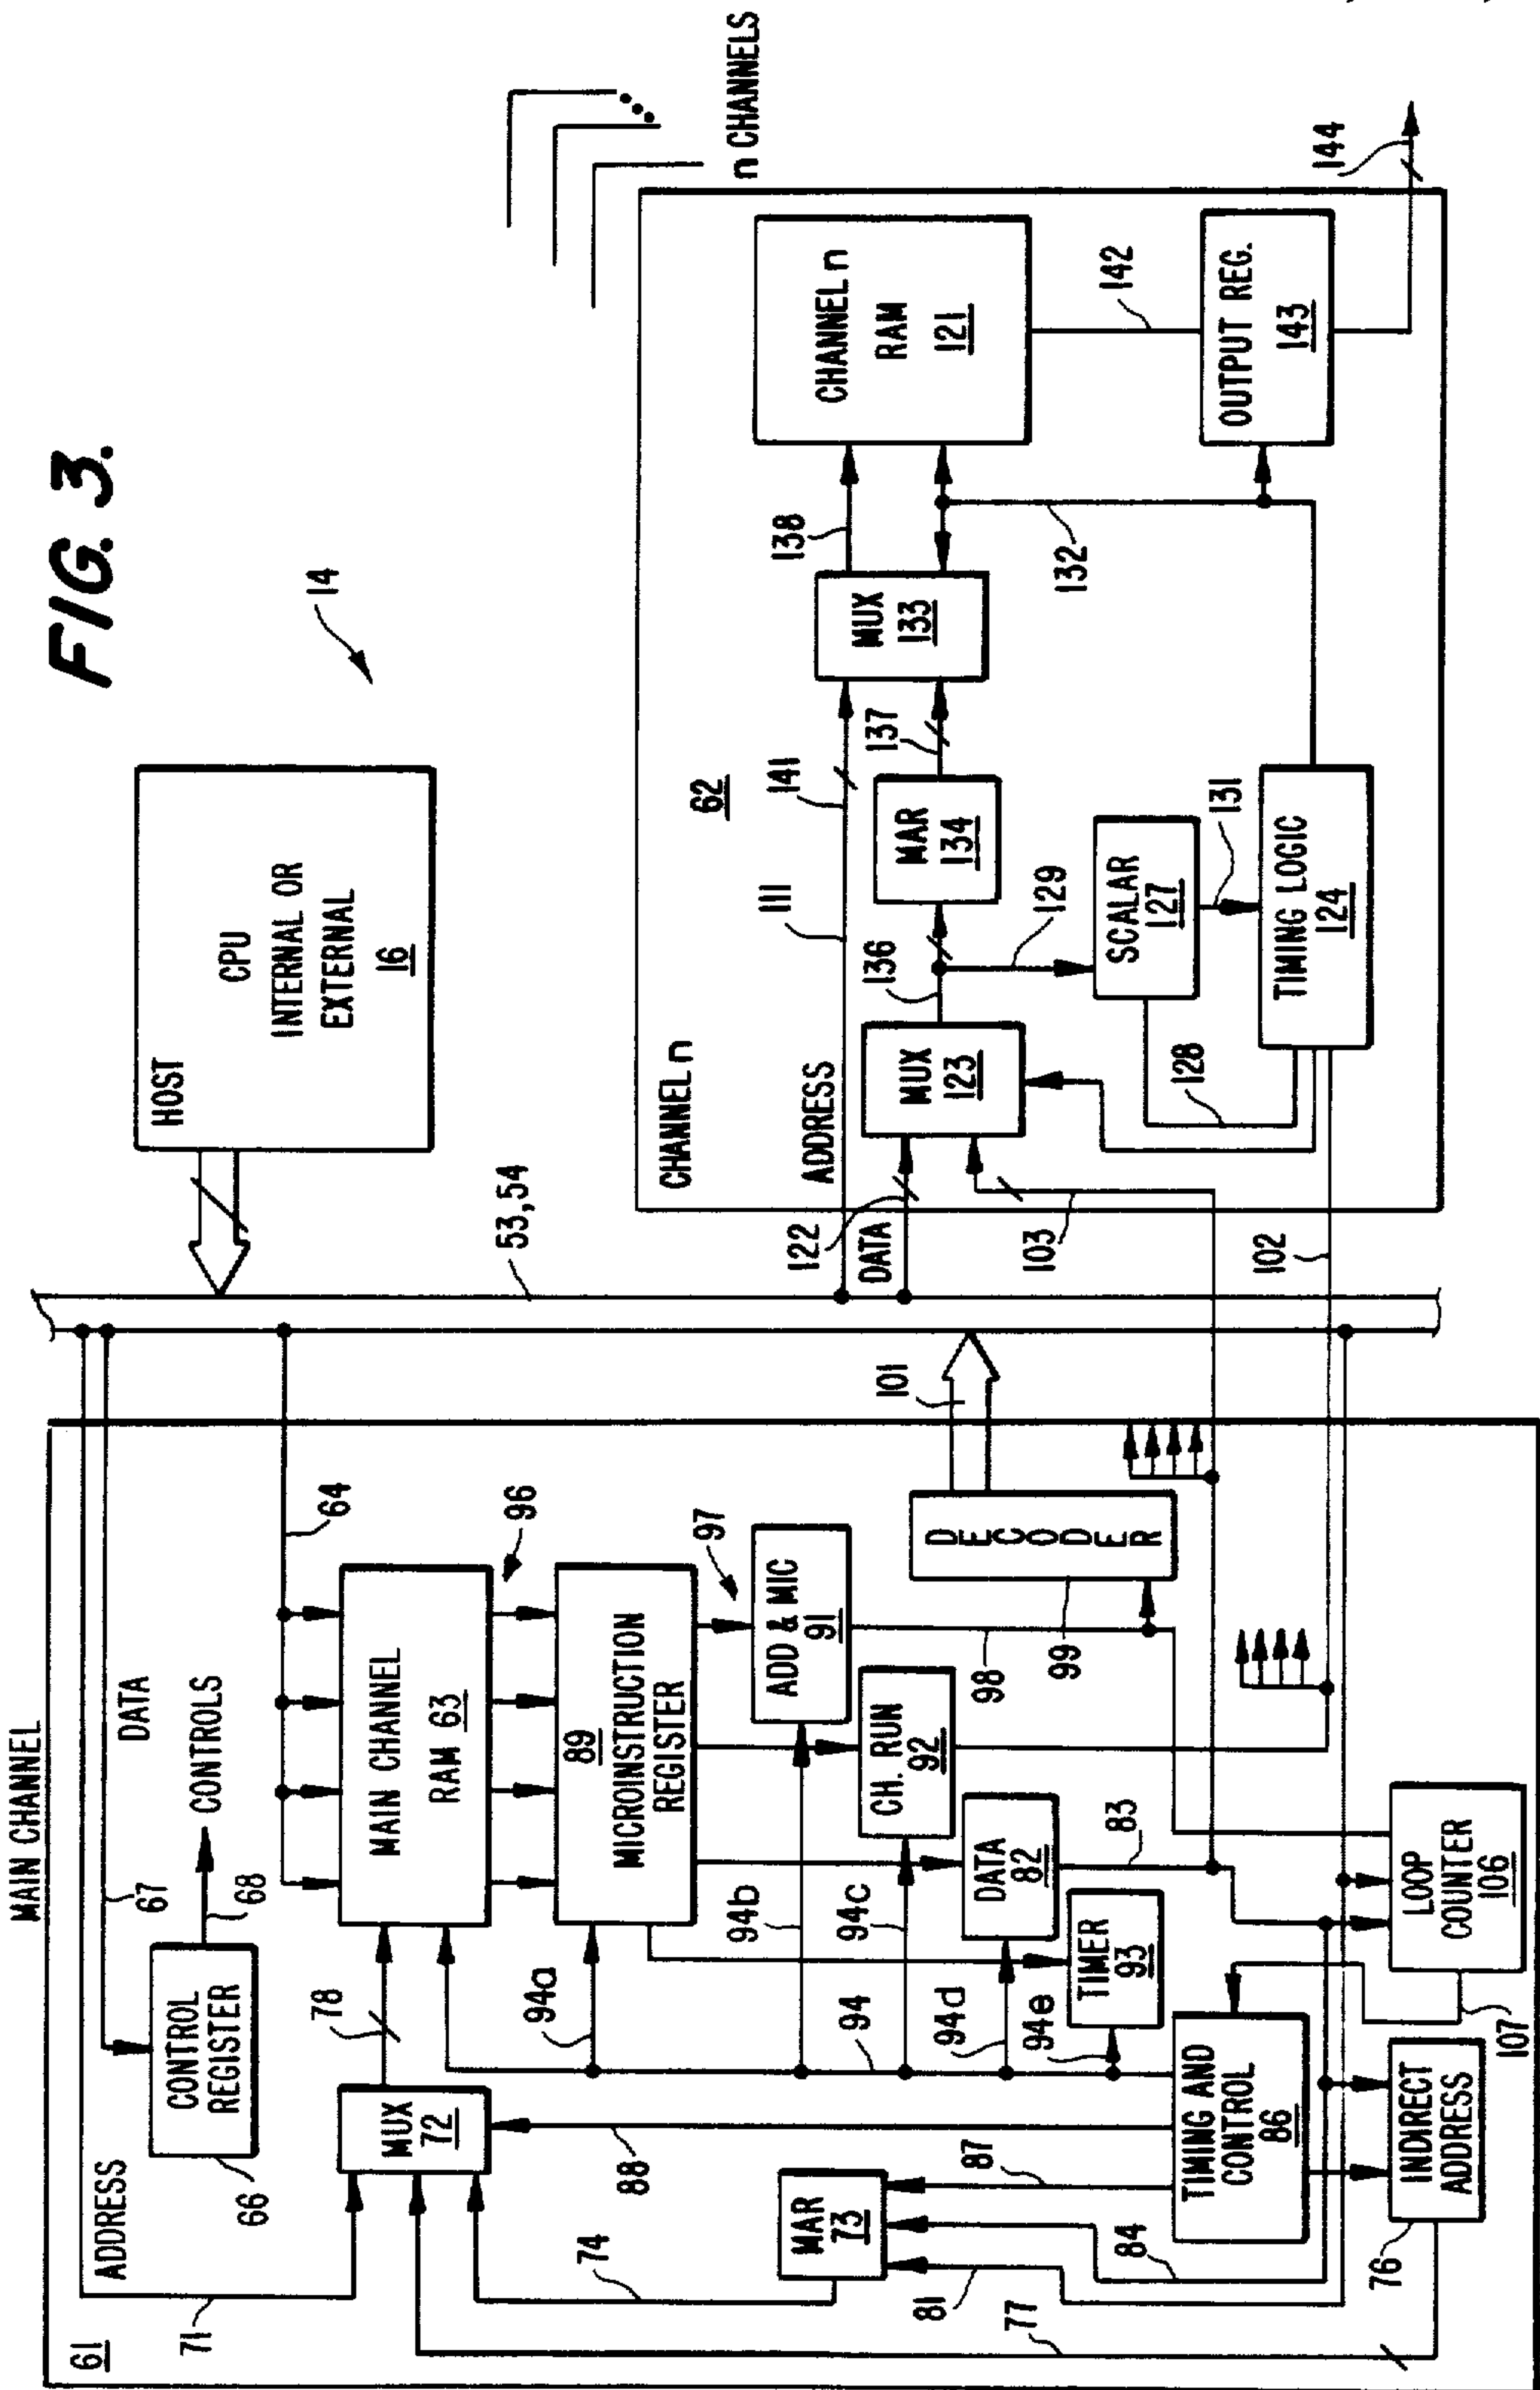 FIG. 3.
14
HOST
CPU
INTERNAL OR
EXTERNAL
16
53,54
MAIN CHANNEL
61
ADDRESS
71
DATA
67
CONTROL
REGISTER
66
68
CONTROLS
64
MUX
72
78
MAIN CHANNEL
RAM 63
96
94a
89
MICROINSTRUCTION
REGISTER
97
ADD & MIC
91
94b
CH. RUN
92
94c
DATA
82
83
94d
TIMER
93
94e
94
98
99
DECODER
101
88
MAR
73
74
87
81
84
77
TIMING AND
CONTROL
86
INDIRECT
ADDRESS
76
LOOP
COUNTER
106
107
102
103
n CHANNELS
CHANNEL n
62
ADDRESS
111
141
122
DATA
MUX
123
136
MAR
134
137
MUX
133
138
CHANNEL n
RAM
121
129
SCALAR
127
128
131
TIMING LOGIC
124
132
142
OUTPUT REG.
143
144